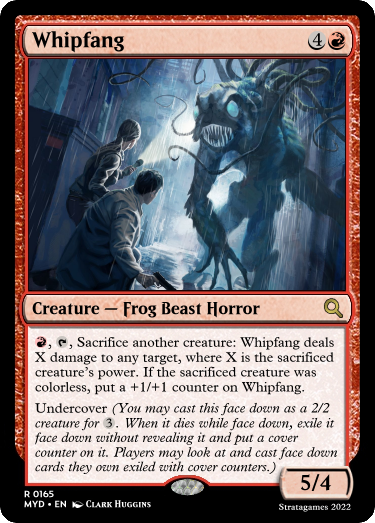 Whipfang 4
Creature — Frog Beast Horror
, , Sacrifice another creature: Whipfang deals
X damage to any target, where X is the sacrificed
creature's power. If the sacrificed creature was
colorless, put a +1/+1 counter on Whipfang.
Undercover (You may cast this face down as a 2/2
creature for 3. When it dies while face down, exile it
face down without revealing it and put a cover
counter on it. Players may look at and cast face down
cards they own exiled with cover counters.)
5/4
R 0165
MYD • EN CLARK HUGGINS
Stratagames 2022